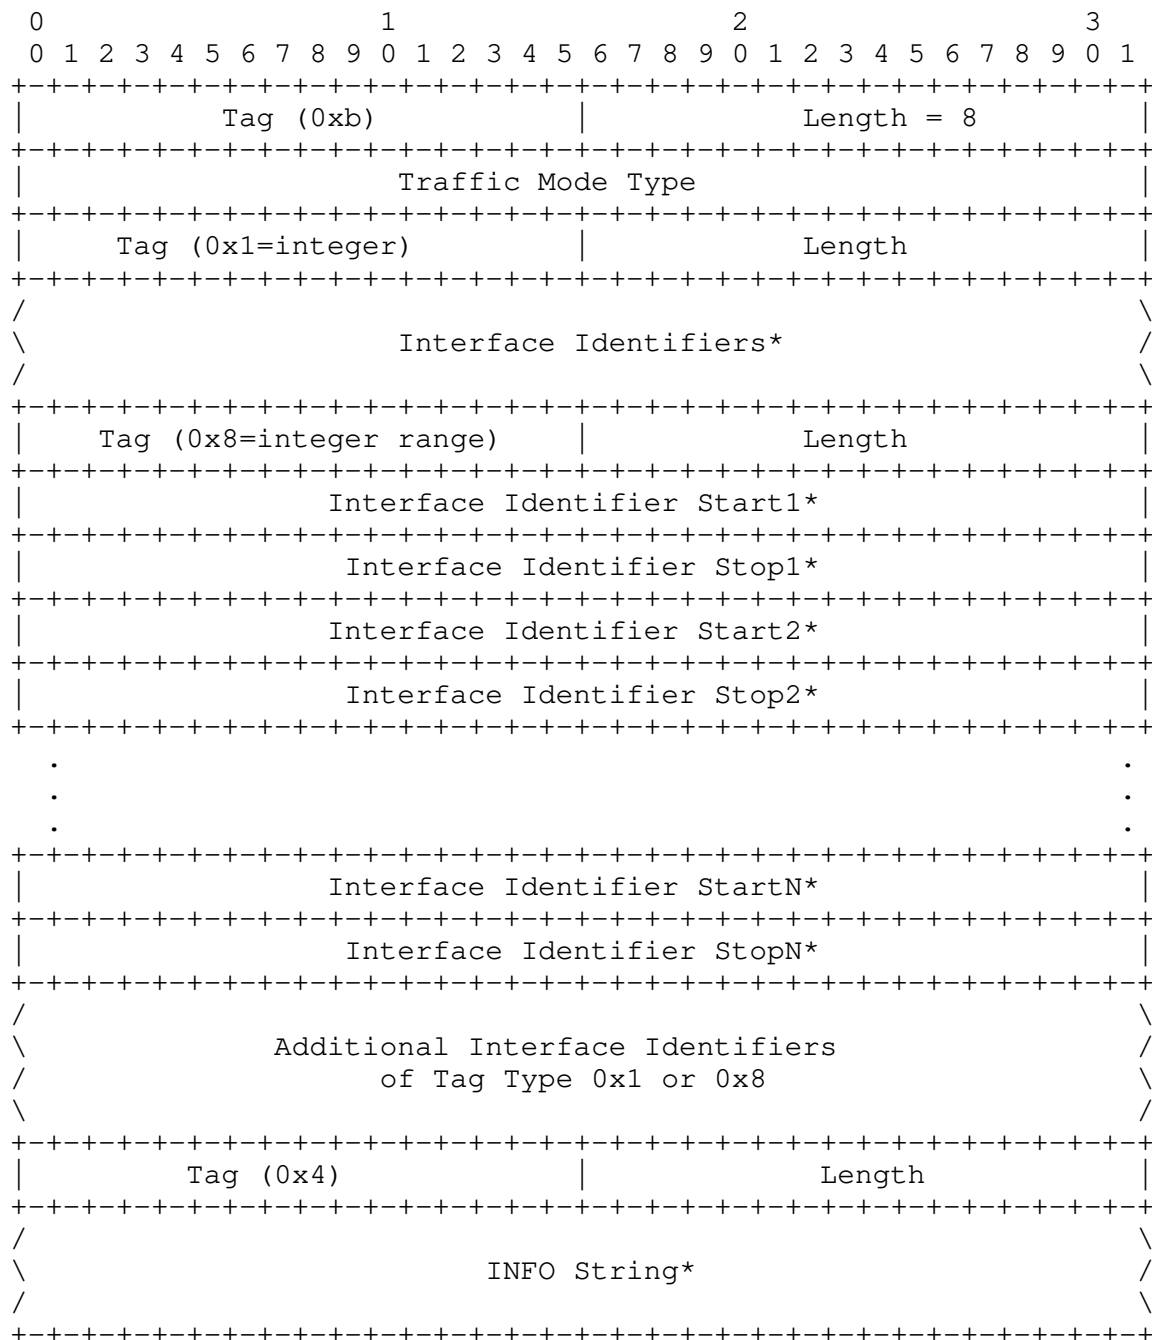 0                   1                   2                   3
 0 1 2 3 4 5 6 7 8 9 0 1 2 3 4 5 6 7 8 9 0 1 2 3 4 5 6 7 8 9 0 1
+-+-+-+-+-+-+-+-+-+-+-+-+-+-+-+-+-+-+-+-+-+-+-+-+-+-+-+-+-+-+-+-+
|           Tag (0xb)           |            Length = 8         |
+-+-+-+-+-+-+-+-+-+-+-+-+-+-+-+-+-+-+-+-+-+-+-+-+-+-+-+-+-+-+-+-+
|                     Traffic Mode Type                         |
+-+-+-+-+-+-+-+-+-+-+-+-+-+-+-+-+-+-+-+-+-+-+-+-+-+-+-+-+-+-+-+-+
|     Tag (0x1=integer)         |            Length             |
+-+-+-+-+-+-+-+-+-+-+-+-+-+-+-+-+-+-+-+-+-+-+-+-+-+-+-+-+-+-+-+-+
/                                                               \
\                     Interface Identifiers*                    /
/                                                               \
+-+-+-+-+-+-+-+-+-+-+-+-+-+-+-+-+-+-+-+-+-+-+-+-+-+-+-+-+-+-+-+-+
|    Tag (0x8=integer range)    |            Length             |
+-+-+-+-+-+-+-+-+-+-+-+-+-+-+-+-+-+-+-+-+-+-+-+-+-+-+-+-+-+-+-+-+
|                 Interface Identifier Start1*                  |
+-+-+-+-+-+-+-+-+-+-+-+-+-+-+-+-+-+-+-+-+-+-+-+-+-+-+-+-+-+-+-+-+
|                  Interface Identifier Stop1*                  |
+-+-+-+-+-+-+-+-+-+-+-+-+-+-+-+-+-+-+-+-+-+-+-+-+-+-+-+-+-+-+-+-+
|                 Interface Identifier Start2*                  |
+-+-+-+-+-+-+-+-+-+-+-+-+-+-+-+-+-+-+-+-+-+-+-+-+-+-+-+-+-+-+-+-+
|                  Interface Identifier Stop2*                  |
+-+-+-+-+-+-+-+-+-+-+-+-+-+-+-+-+-+-+-+-+-+-+-+-+-+-+-+-+-+-+-+-+
  .                                                            .
  .                                                            .
  .                                                            .
+-+-+-+-+-+-+-+-+-+-+-+-+-+-+-+-+-+-+-+-+-+-+-+-+-+-+-+-+-+-+-+-+
|                 Interface Identifier StartN*                  |
+-+-+-+-+-+-+-+-+-+-+-+-+-+-+-+-+-+-+-+-+-+-+-+-+-+-+-+-+-+-+-+-+
|                  Interface Identifier StopN*                  |
+-+-+-+-+-+-+-+-+-+-+-+-+-+-+-+-+-+-+-+-+-+-+-+-+-+-+-+-+-+-+-+-+
/                                                               \
\              Additional Interface Identifiers                 /
/                    of Tag Type 0x1 or 0x8                     \
\                                                               /
+-+-+-+-+-+-+-+-+-+-+-+-+-+-+-+-+-+-+-+-+-+-+-+-+-+-+-+-+-+-+-+-+
|         Tag (0x4)             |             Length            |
+-+-+-+-+-+-+-+-+-+-+-+-+-+-+-+-+-+-+-+-+-+-+-+-+-+-+-+-+-+-+-+-+
/                                                               \
\                          INFO String*                         /
/                                                               \
+-+-+-+-+-+-+-+-+-+-+-+-+-+-+-+-+-+-+-+-+-+-+-+-+-+-+-+-+-+-+-+-+